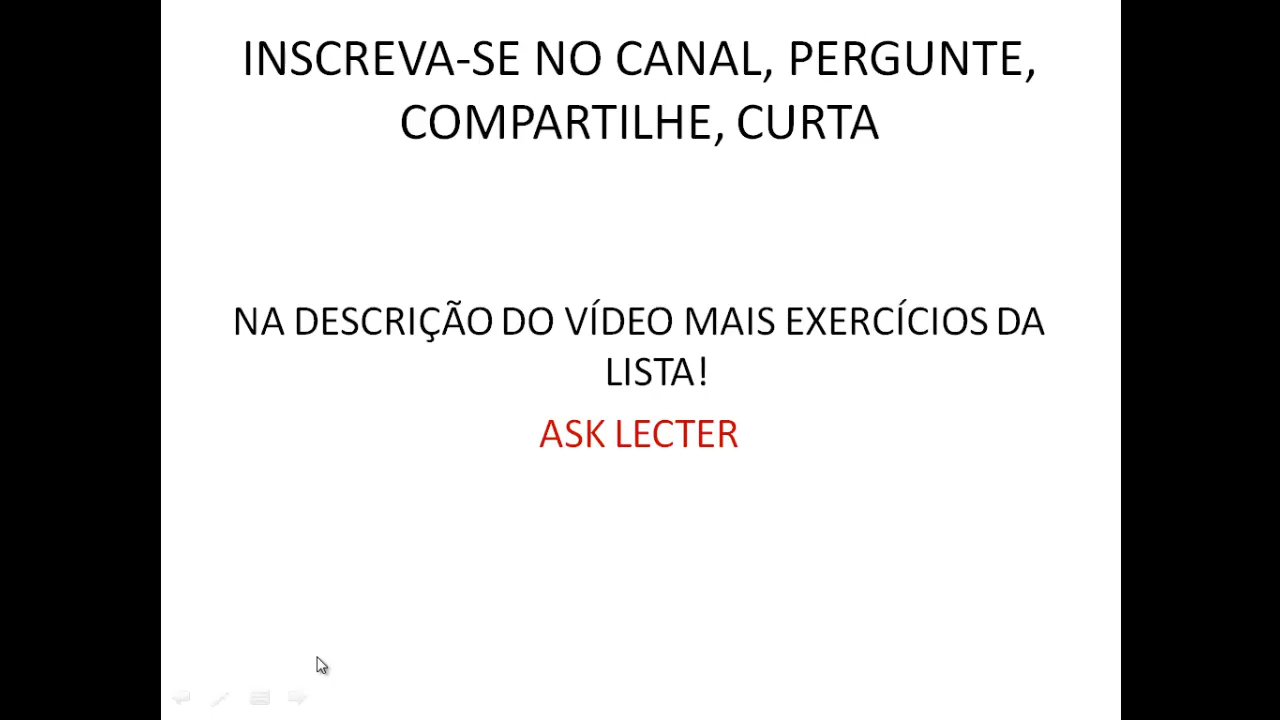 INSCREVA-SE NO CANAL, PERGUNTE,
COMPARTILHE, CURTA
NA DESCRIÇÃO DO VÍDEO MAIS EXERCÍCIOS DA
LISTA!
ASK LECTER